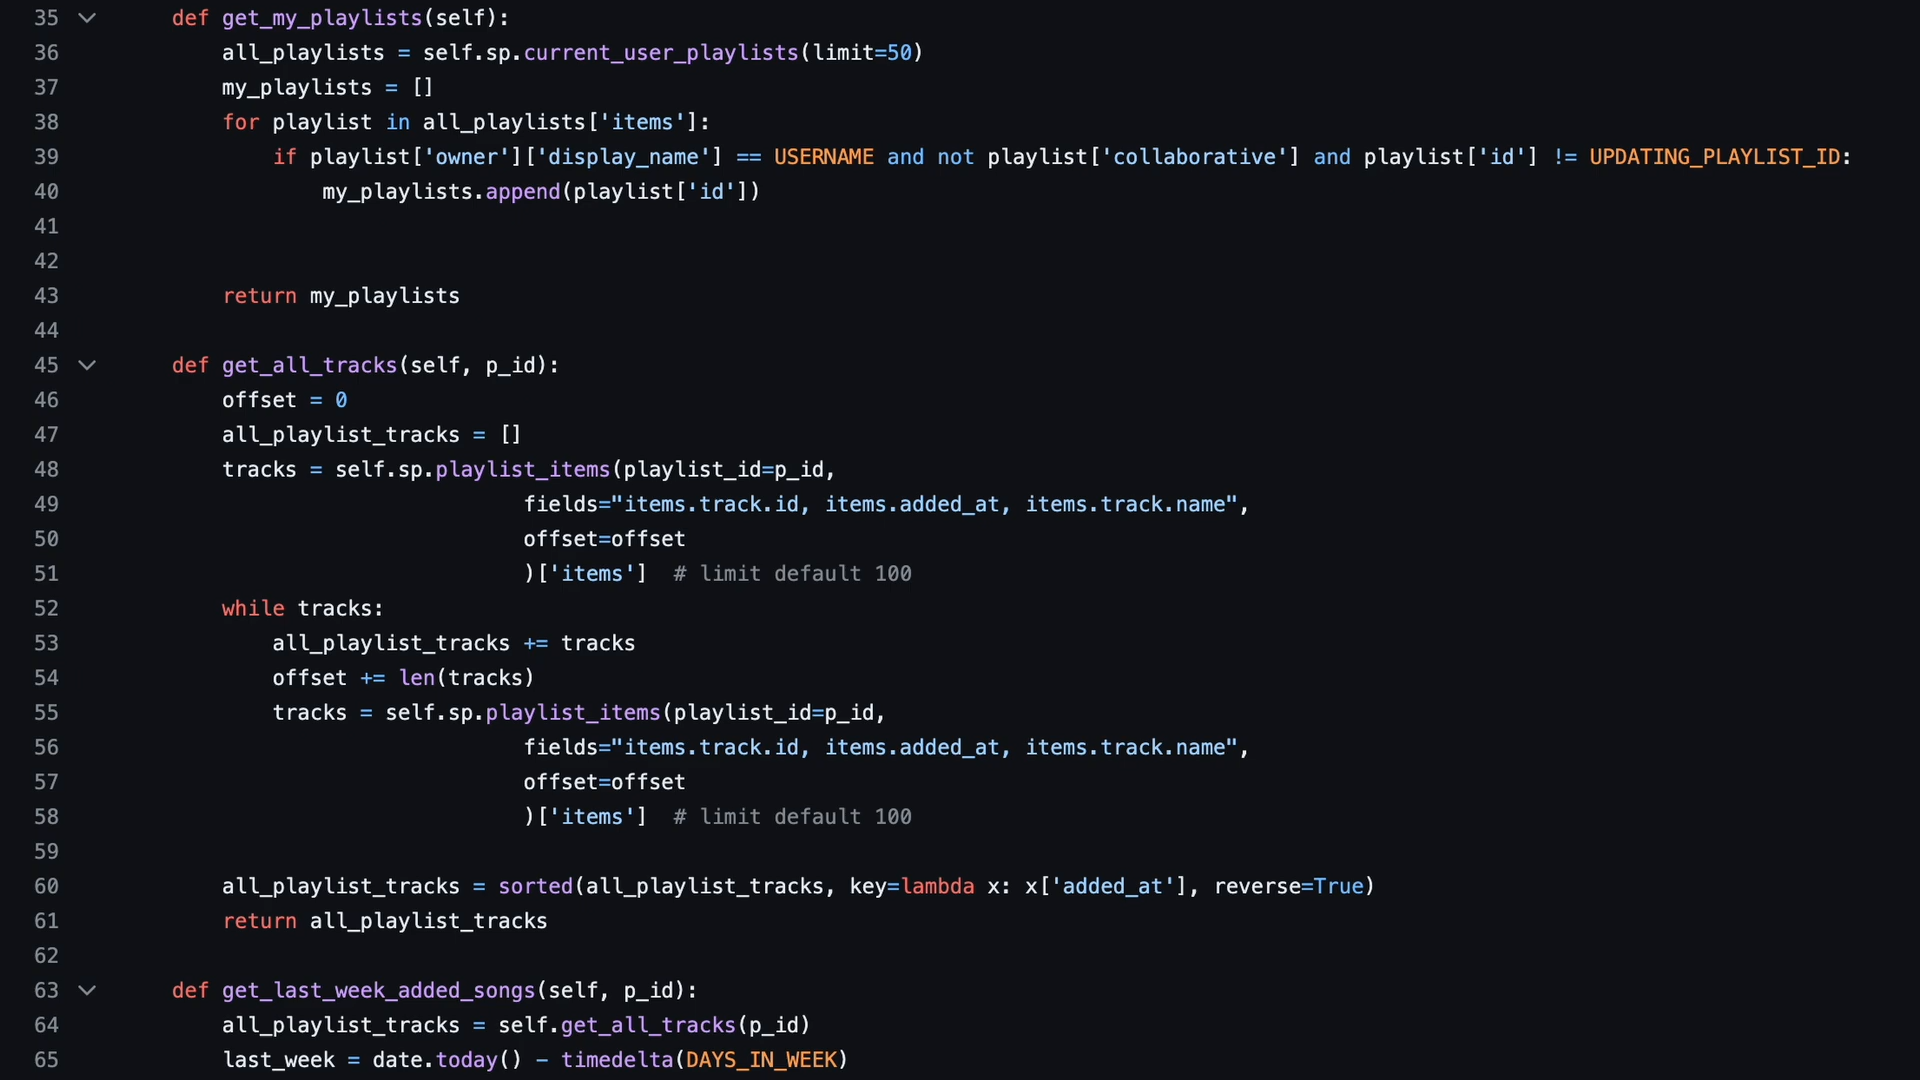 35 def get_my_playlists(self):
36 all_playlists = self.sp.current_user_playlists(limit=50)
37 my_playlists = []
38 for playlist in all_playlists['items']:
39 if playlist['owner']['display_name'] == USERNAME and not playlist['collaborative'] and playlist['id'] != UPDATING_PLAYLIST_ID:
40 my_playlists.append(playlist['id'])
41
42
43 return my_playlists
44
45 def get_all_tracks(self, p_id):
46 offset = 0
47 all_playlist_tracks = []
48 tracks = self.sp.playlist_items(playlist_id=p_id,
49 fields="items.track.id, items.added_at, items.track.name",
50 offset=offset
51 )['items']  # limit default 100
52 while tracks:
53 all_playlist_tracks += tracks
54 offset += len(tracks)
55 tracks = self.sp.playlist_items(playlist_id=p_id,
56 fields="items.track.id, items.added_at, items.track.name",
57 offset=offset
58 )['items']  # limit default 100
59
60 all_playlist_tracks = sorted(all_playlist_tracks, key=lambda x: x['added_at'], reverse=True)
61 return all_playlist_tracks
62
63 def get_last_week_added_songs(self, p_id):
64 all_playlist_tracks = self.get_all_tracks(p_id)
65 last_week = date.today() - timedelta(DAYS_IN_WEEK)